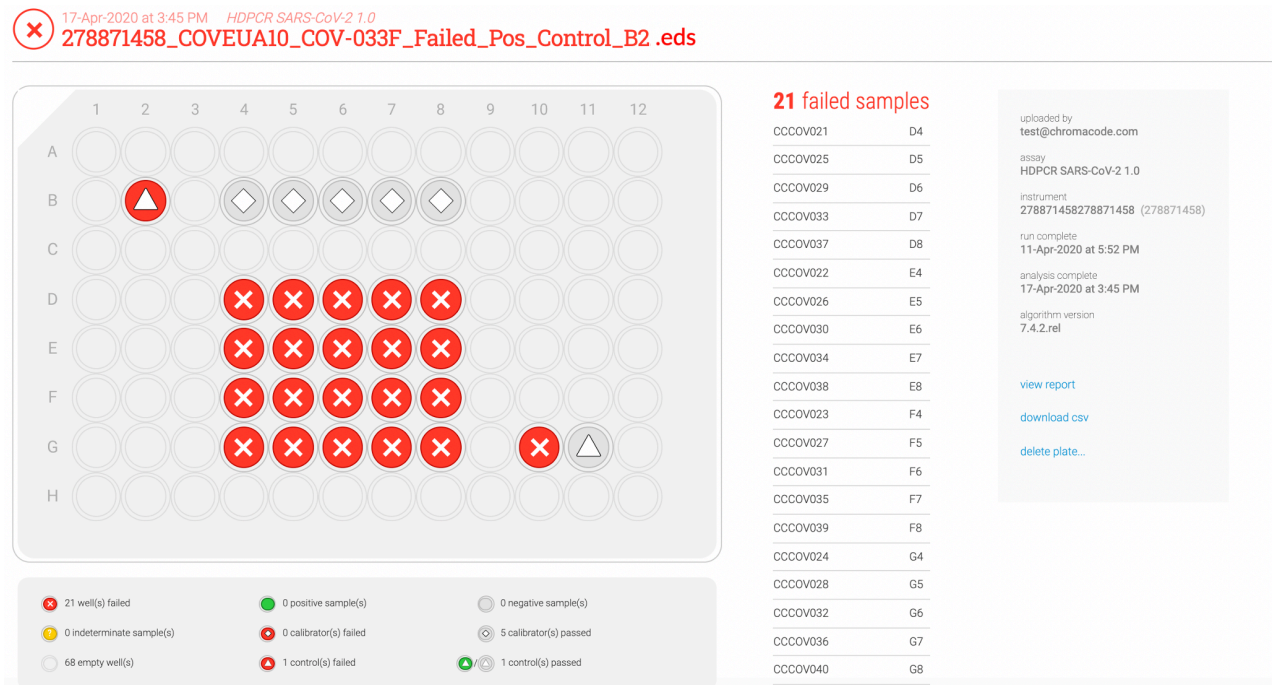 17-Apr-2020 at 3:45 PM HDPCR SARS-CoV-2 1.0
278871458_COVEUA10_COV-033F_Failed_Pos_Control_B2 .eds
1 2 3 4 5 6 7 8 9 10 11 12
A
B
C
D
E
F
G
H
21 well(s) failed
0 positive sample(s)
0 negative sample(s)
0 indeterminate sample(s)
0 calibrator(s) failed
5 calibrator(s) passed
68 empty well(s)
1 control(s) failed
/
1 control(s) passed
21 failed samples
CCCOV021 D4
CCCOV025 D5
CCCOV029 D6
CCCOV033 D7
CCCOV037 D8
CCCOV022 E4
CCCOV026 E5
CCCOV030 E6
CCCOV034 E7
CCCOV038 E8
CCCOV023 F4
CCCOV027 F5
CCCOV031 F6
CCCOV035 F7
CCCOV039 F8
CCCOV024 G4
CCCOV028 G5
CCCOV032 G6
CCCOV036 G7
CCCOV040 G8
uploaded by
test@chromacode.com
assay
HDPCR SARS-CoV-2 1.0
instrument
278871458278871458 (278871458)
run complete
11-Apr-2020 at 5:52 PM
analysis complete
17-Apr-2020 at 3:45 PM
algorithm version
7.4.2.rel
view report
download csv
delete plate...